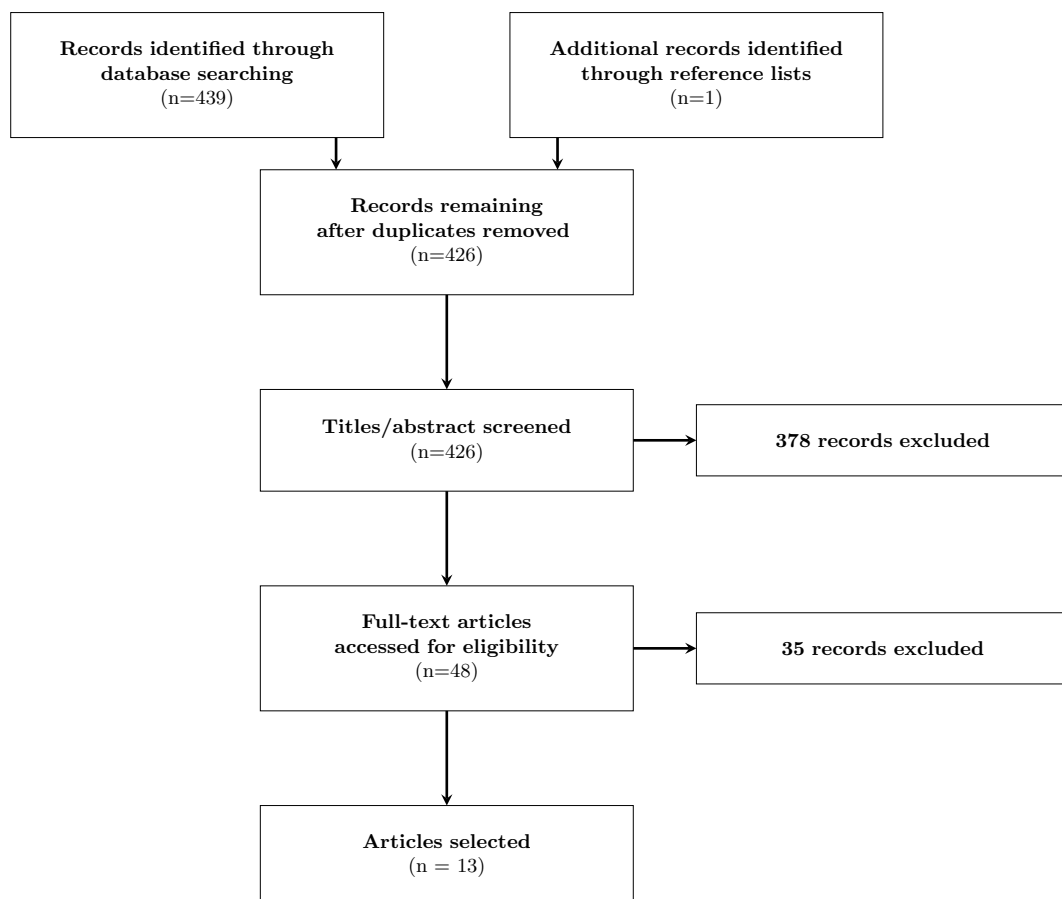 Records identified through
database searching
(n=439)
Additional records identified
through reference lists
(n=1)
Records remaining
after duplicates removed
(n=426)
Titles/abstract screened
(n=426)
378 records excluded
Full-text articles
accessed for eligibility
(n=48)
35 records excluded
Articles selected
(n = 13)